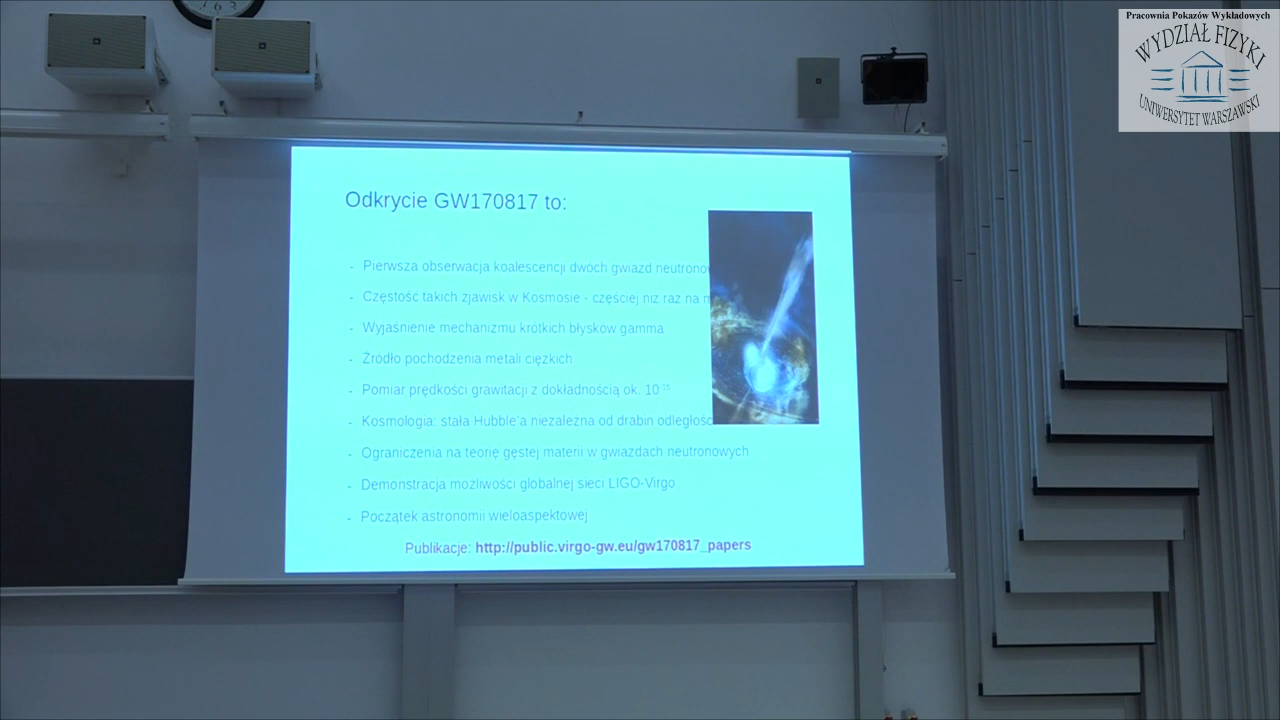 Pracownia Pokazów Wykładowych
WYDZIAŁ FIZYKI
UNIWERSYTET WARSZAWSKI
Odkrycie GW170817 to:
- Pierwsza obserwacja koalescencji dwóch gwiazd
- Częstość takich zjawisk w Kosmosie - częściej niż raz na
- Wyjaśnienie mechanizmu krótkich błysków gamma
- Źródło pochodzenia metali ciężkich
- Pomiar prędkości grawitacji z dokładnością ok. 10⁻¹⁵
- Kosmologia: stała Hubble'a niezależna od drabin
- Ograniczenia na teorię gęstej materii w gwiazdach neutronowych
- Demonstracja możliwości globalnej sieci LIGO-Virgo
- Początek astronomii wieloaspektowej
Publikacje: http://public.virgo-gw.eu/gw170817_papers